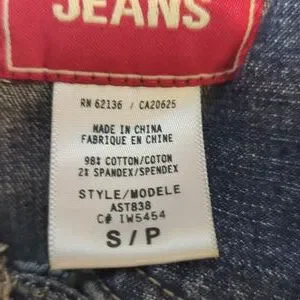 JEANS
RN 62136 / CA20625
MADE IN CHINA
FABRIQUE EN CHINE
98% COTTON/COTON
2% SPANDEX/SPENDEX
STYLE/MODELE
AST838
C# IW5454
S/P